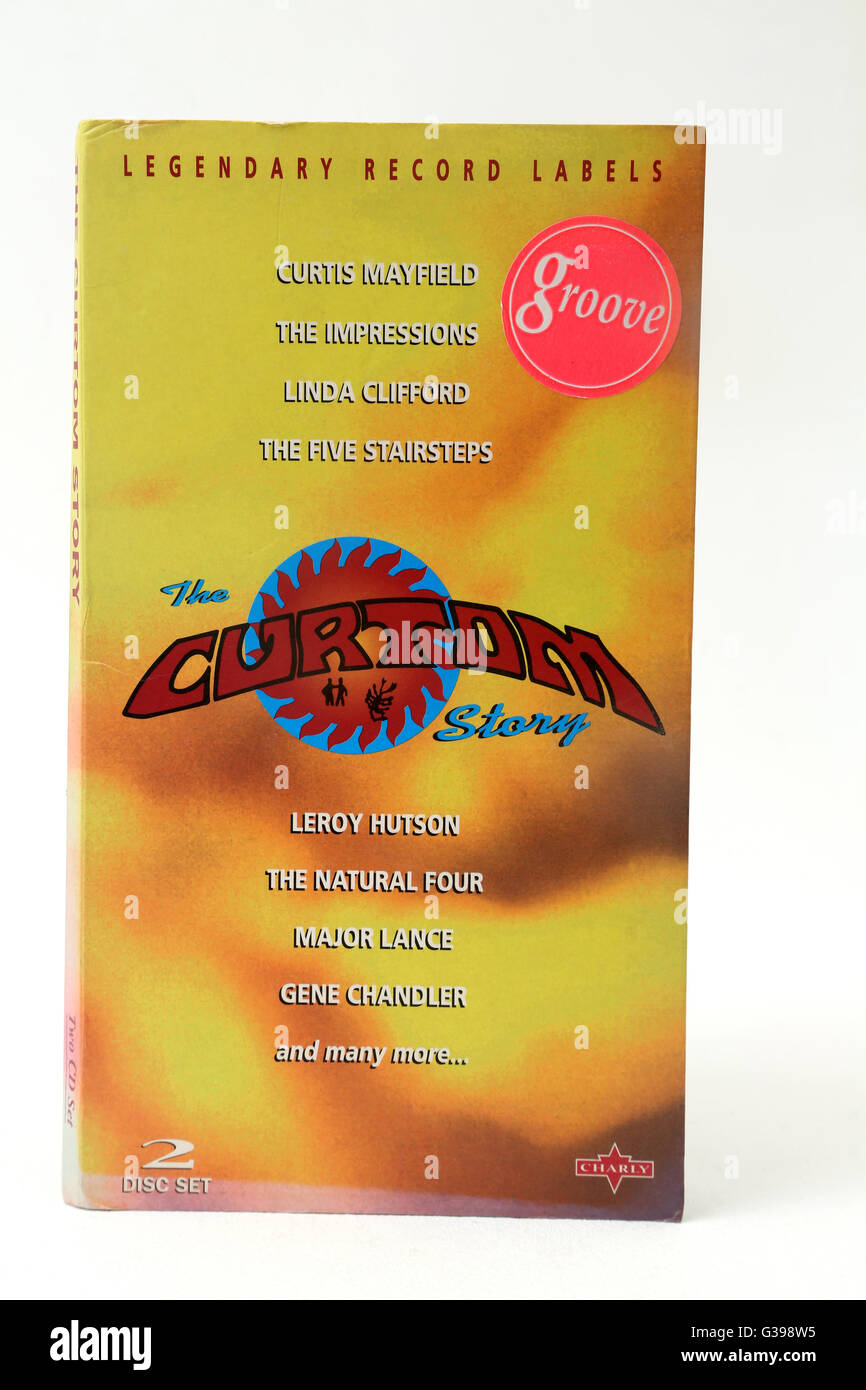 LEGENDARY RECORD LABELS
groove
CURTIS MAYFIELD
THE IMPRESSIONS
LINDA CLIFFORD
THE FIVE STAIRSTEPS
The
CURTOM
Story
LEROY HUTSON
THE NATURAL FOUR
MAJOR LANCE
GENE CHANDLER
and many more...
2
DISC SET
CHARLY
THE CURTOM STORY
Two CD Set
alamy
a
alamy stock photo
G398W5
www.alamy.com